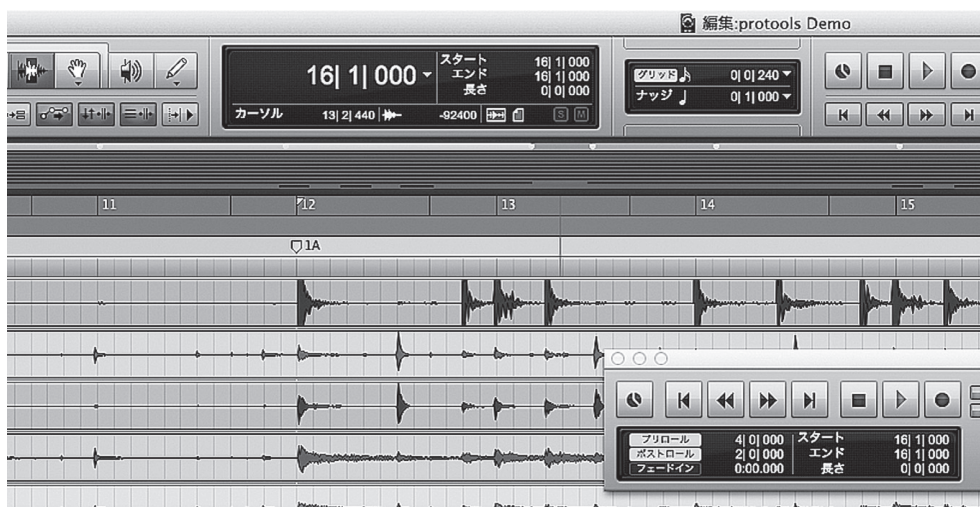 編集:protools Demo
16| 1| 000
スタート 16| 1| 000
エンド 16| 1| 000
長さ 0| 0| 000
カーソル 13| 2| 440 -92400 S M
グリッド 0| 0| 240
ナッジ 0| 1| 000
11 12 13 14 15
1A
プリロール 4| 0| 000 スタート 16| 1| 000
ポストロール 2| 0| 000 エンド 16| 1| 000
フェードイン 0:00.000 長さ 0| 0| 000